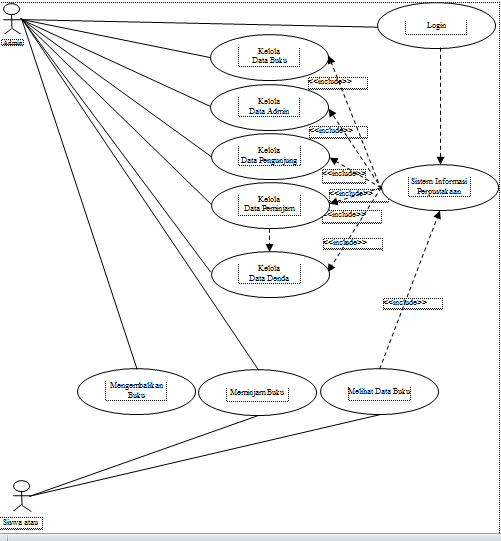 Admin
Login
Kelola
Data Buku
<<include>>
Kelola
Data Admin
<<include>>
Kelola
Data Pengunjung
<<include>>
Sistem Informasi
Perpustakaan
<<include>>
Kelola
Data Peminjam
<<include>>
<<include>>
Kelola
Data Denda
<<include>>
Mengembalikan
Buku
Meminjam Buku
Melihat Data Buku
Siswa atau